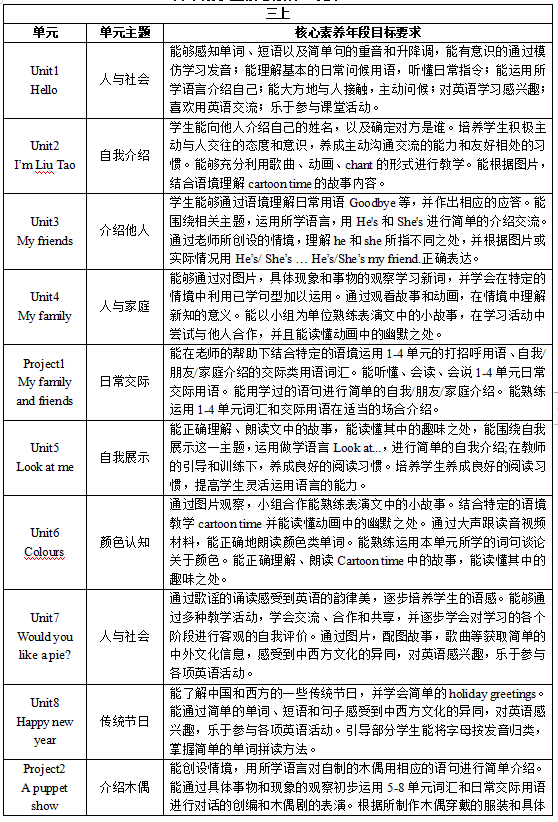 三上
单元 单元主题 核心素养年段目标要求
Unit1
Hello
人与社会
能够感知单词、短语以及简单句的重音和升降调，能有意识的通过模
仿学习发音；能理解基本的日常问候用语，听懂日常指令；能运用所
学语言介绍自己；能大方地与人接触，主动问候；对英语学习感兴趣；
喜欢用英语交流；乐于参与课堂活动。
Unit2
I'm Liu Tao
自我介绍
学生能向他人介绍自己的姓名，以及确定对方是谁。培养学生积极主
动与人交往的态度和意识，养成主动沟通交流的能力和友好相处的习
惯。能够充分利用歌曲、动画、chant 的形式进行教学。能根据图片，
结合语境理解 cartoon time 的故事内容。
Unit3
My friends
介绍他人
学生能够通过语境理解日常用语 Goodbye 等，并作出相应的应答。能
围绕相关主题，运用所学语言，用 He's 和 She's 进行简单的介绍交流。
通过老师所创设的情境，理解 he 和 she 所指不同之处，并根据图片或
实际情况用 He's/ She's … He's/She's my friend.正确表达。
Unit4
My family
人与家庭
能够通过对图片，具体现象和事物的观察学习新词，并学会在特定的
情境中利用已学句型加以运用。通过观看故事和动画，在情境中理解
新知的意义。能以小组为单位熟练表演文中的小故事，在学习活动中
尝试与他人合作，并且能读懂动画中的幽默之处。
Project1
My family
and friends
日常交际
能在老师的帮助下结合特定的语境运用 1-4 单元的打招呼用语、自我/
朋友/家庭介绍的交际类用语词汇。能听懂、会读、会说 1-4 单元日常
交际用语。能用学过的语句进行简单的自我/朋友/家庭介绍。能熟练
运用 1-4 单元词汇和交际用语在适当的场合介绍。
Unit5
Look at me
自我展示
能正确理解、朗读文中的故事，能读懂其中的趣味之处，能围绕自我
展示这一主题，运用做学语言 Look at...，进行简单的自我介绍;在教师
的引导和训练下，养成良好的阅读习惯。培养学生养成良好的阅读习
惯，提高学生灵活运用语言的能力。
Unit6
Colours
颜色认知
通过图片观察，小组合作能熟练表演文中的小故事。结合特定的语境
教学 cartoon time 并能读懂动画中的幽默之处。通过大声跟读音视频
材料，能正确地朗读颜色类单词。能熟练运用本单元所学的词句谈论
关于颜色。能正确理解、朗读 Cartoon time 中的故事，能读懂其中的
趣味之处。
Unit7
Would you
like a pie?
人与社会
通过歌谣的诵读感受到英语的韵律美，逐步培养学生的语感。能够通
过多种教学活动，学会交流、合作和共享，并逐步学会对学习的各个
阶段进行客观的自我评价。通过图片，配图故事，歌曲等获取简单的
中外文化信息，感受到中西方文化的异同，对英语感兴趣，乐于参与
各项英语活动。
Unit8
Happy new
year
传统节日
能了解中国和西方的一些传统节日，并学会简单的 holiday greetings。
能通过简单的单词、短语和句子感受到中西方文化的异同，对英语感
兴趣，乐于参与各项英语活动。引导部分学生能将字母按发音归类，
掌握简单的单词拼读方法。
Project2
A puppet
show
介绍木偶
能创设情境，用所学语言对自制的木偶用相应的语句进行简单介绍。
能通过具体事物和现象的观察初步运用 5-8 单元词汇和日常交际用语
进行对话的创编和木偶剧的表演。根据所制作木偶穿戴的服装和具体